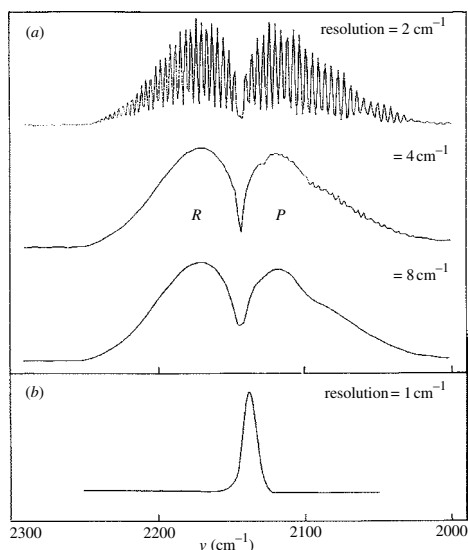 (a) resolution = 2 cm⁻¹
= 4 cm⁻¹
R P
= 8 cm⁻¹
(b) resolution = 1 cm⁻¹
2300 2200 2100 2000
ν (cm⁻¹)